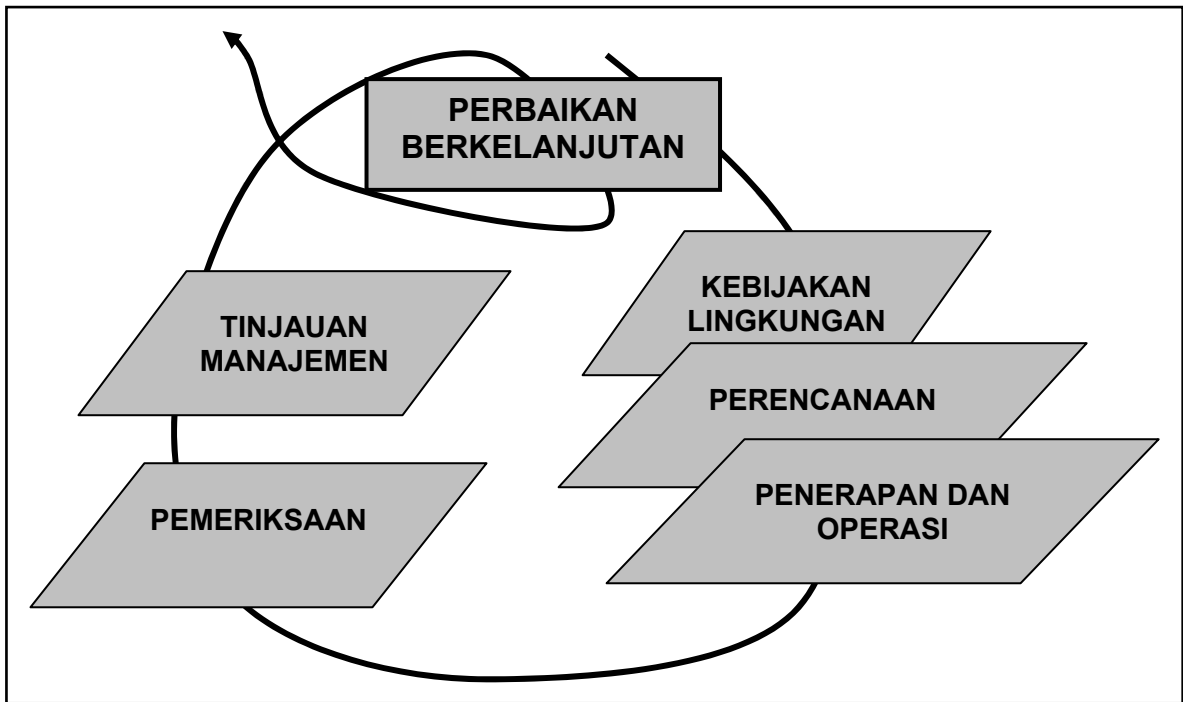 PERBAIKAN
BERKELANJUTAN
KEBIJAKAN
LINGKUNGAN
PERENCANAAN
PENERAPAN DAN
OPERASI
PEMERIKSAAN
TINJAUAN
MANAJEMEN